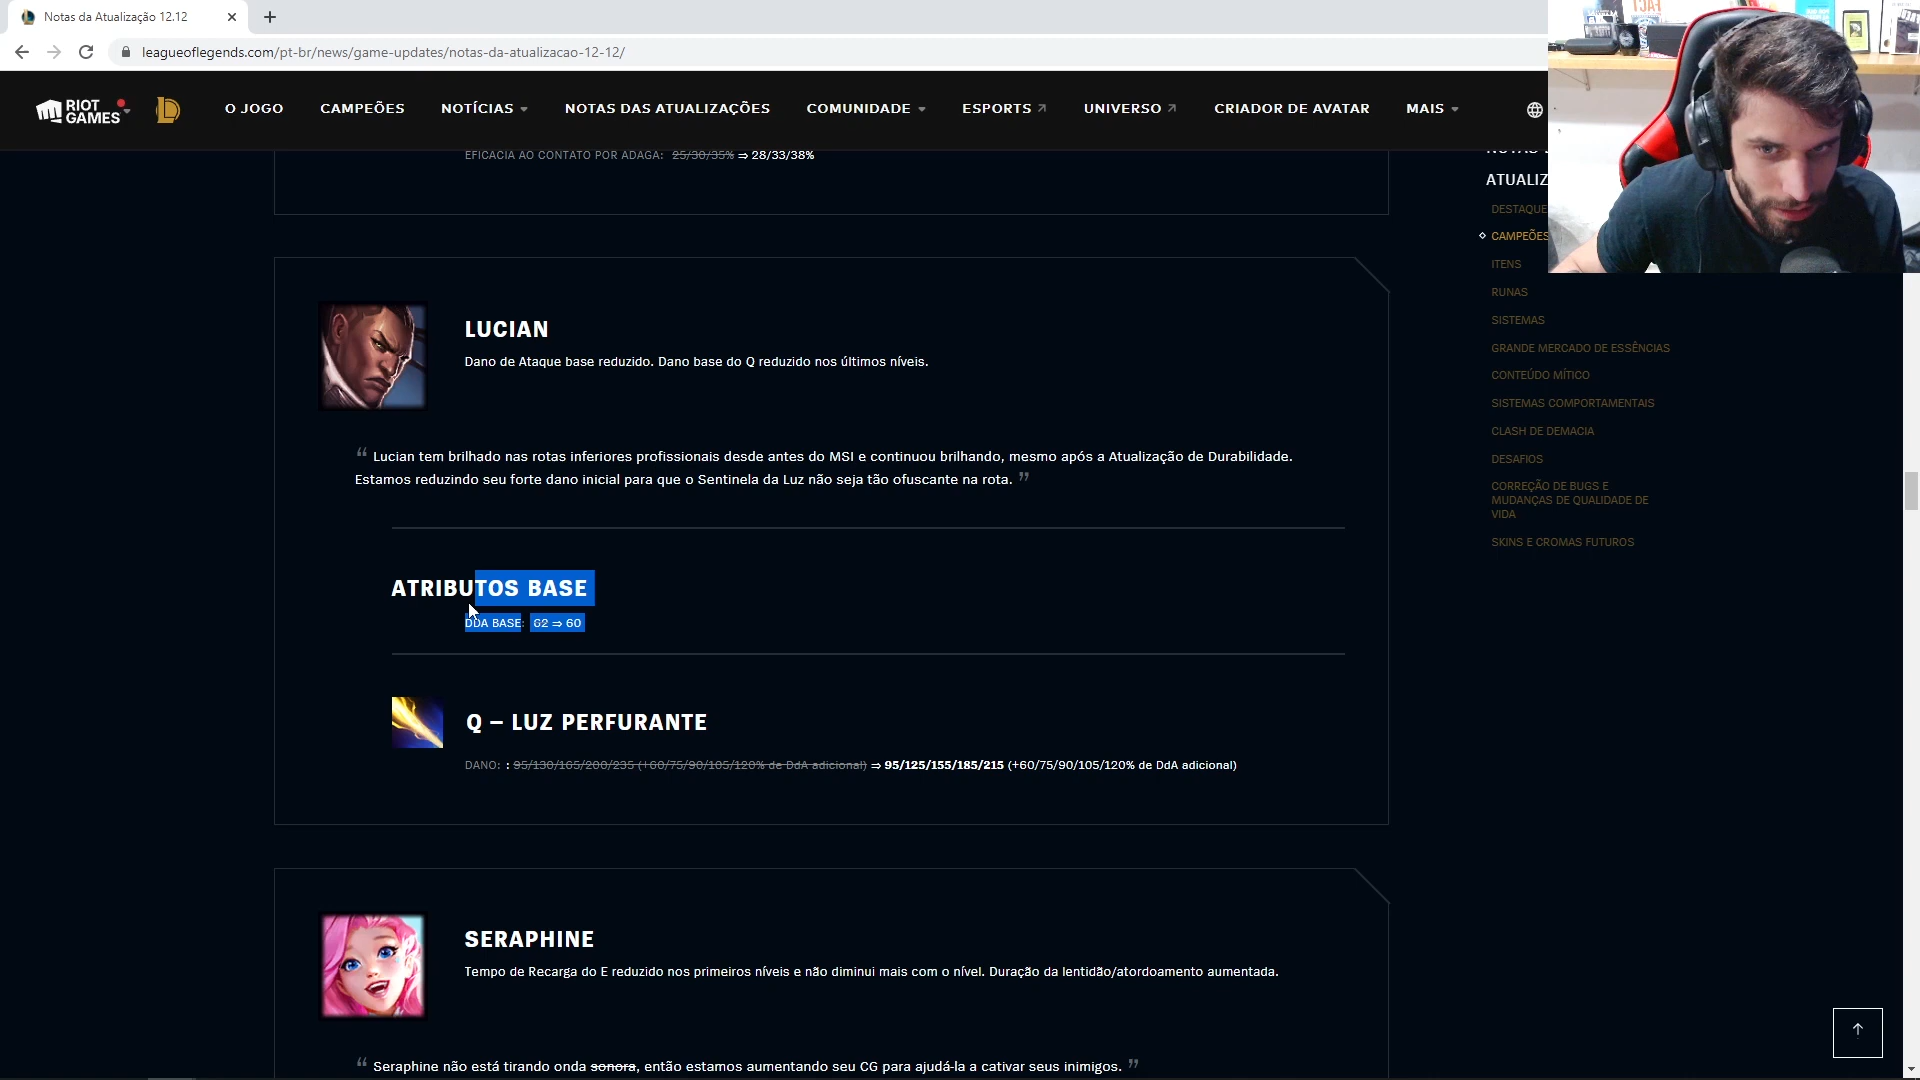 Notas da Atualização 12.12
leagueoflegends.com/pt-br/news/game-updates/notas-da-atualizacao-12-12/
RIOT GAMES
O JOGO
CAMPEÕES
NOTÍCIAS
NOTAS DAS ATUALIZAÇÕES
COMUNIDADE
ESPORTS
UNIVERSO
CRIADOR DE AVATAR
MAIS
EFICÁCIA AO CONTATO POR ADAGA: 25/30/35% ⇒ 28/33/38%
LUCIAN
Dano de Ataque base reduzido. Dano base do Q reduzido nos últimos níveis.
“ Lucian tem brilhado nas rotas inferiores profissionais desde antes do MSI e continuou brilhando, mesmo após a Atualização de Durabilidade.
Estamos reduzindo seu forte dano inicial para que o Sentinela da Luz não seja tão ofuscante na rota. ”
ATRIBUTOS BASE
DDA BASE: 62 ⇒ 60
Q – LUZ PERFURANTE
DANO: : 95/130/165/200/235 (+60/75/90/105/120% de DdA adicional) ⇒ 95/125/155/185/215 (+60/75/90/105/120% de DdA adicional)
SERAPHINE
Tempo de Recarga do E reduzido nos primeiros níveis e não diminui mais com o nível. Duração da lentidão/atordoamento aumentada.
“ Seraphine não está tirando onda sonora, então estamos aumentando seu CG para ajudá-la a cativar seus inimigos. ”
ATUALIZ
DESTAQUE
CAMPEÕES
ITENS
RUNAS
SISTEMAS
GRANDE MERCADO DE ESSÊNCIAS
CONTEÚDO MÍTICO
SISTEMAS COMPORTAMENTAIS
CLASH DE DEMACIA
DESAFIOS
CORREÇÃO DE BUGS E
MUDANÇAS DE QUALIDADE DE
VIDA
SKINS E CROMAS FUTUROS